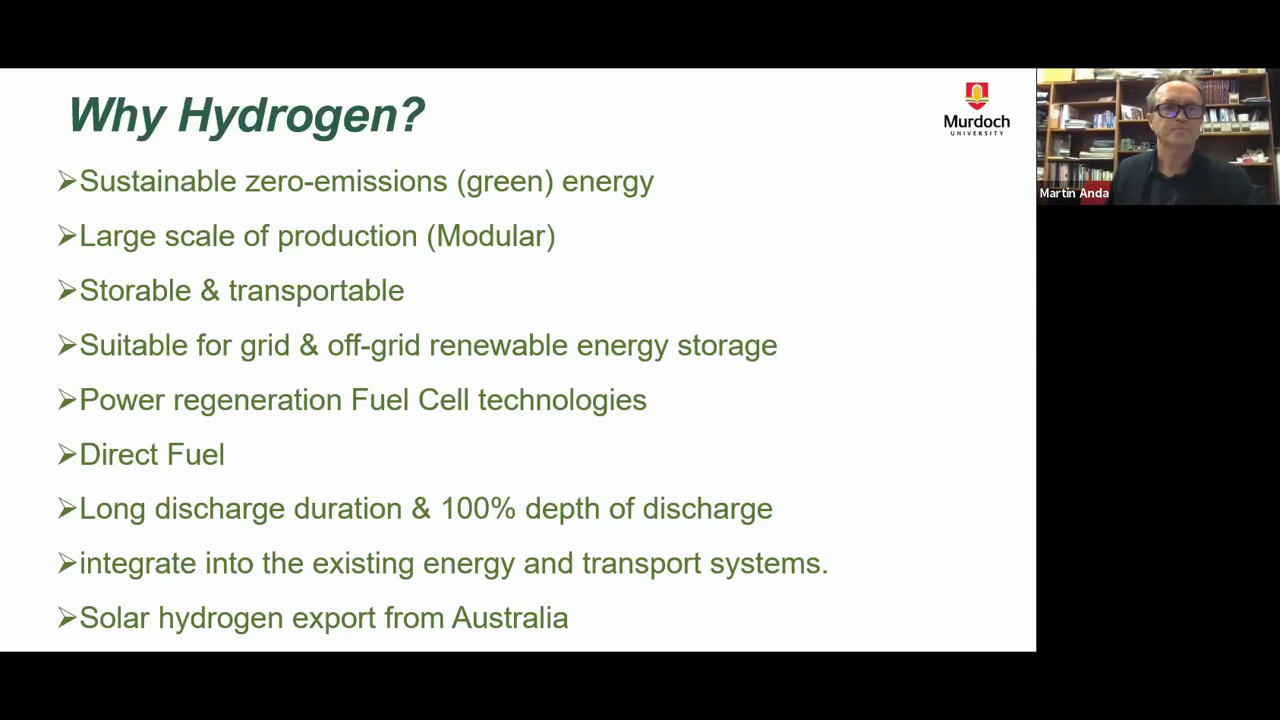 Why Hydrogen?
Murdoch
UNIVERSITY
Martin Anda
➢Sustainable zero-emissions (green) energy
➢Large scale of production (Modular)
➢Storable & transportable
➢Suitable for grid & off-grid renewable energy storage
➢Power regeneration Fuel Cell technologies
➢Direct Fuel
➢Long discharge duration & 100% depth of discharge
➢integrate into the existing energy and transport systems.
➢Solar hydrogen export from Australia